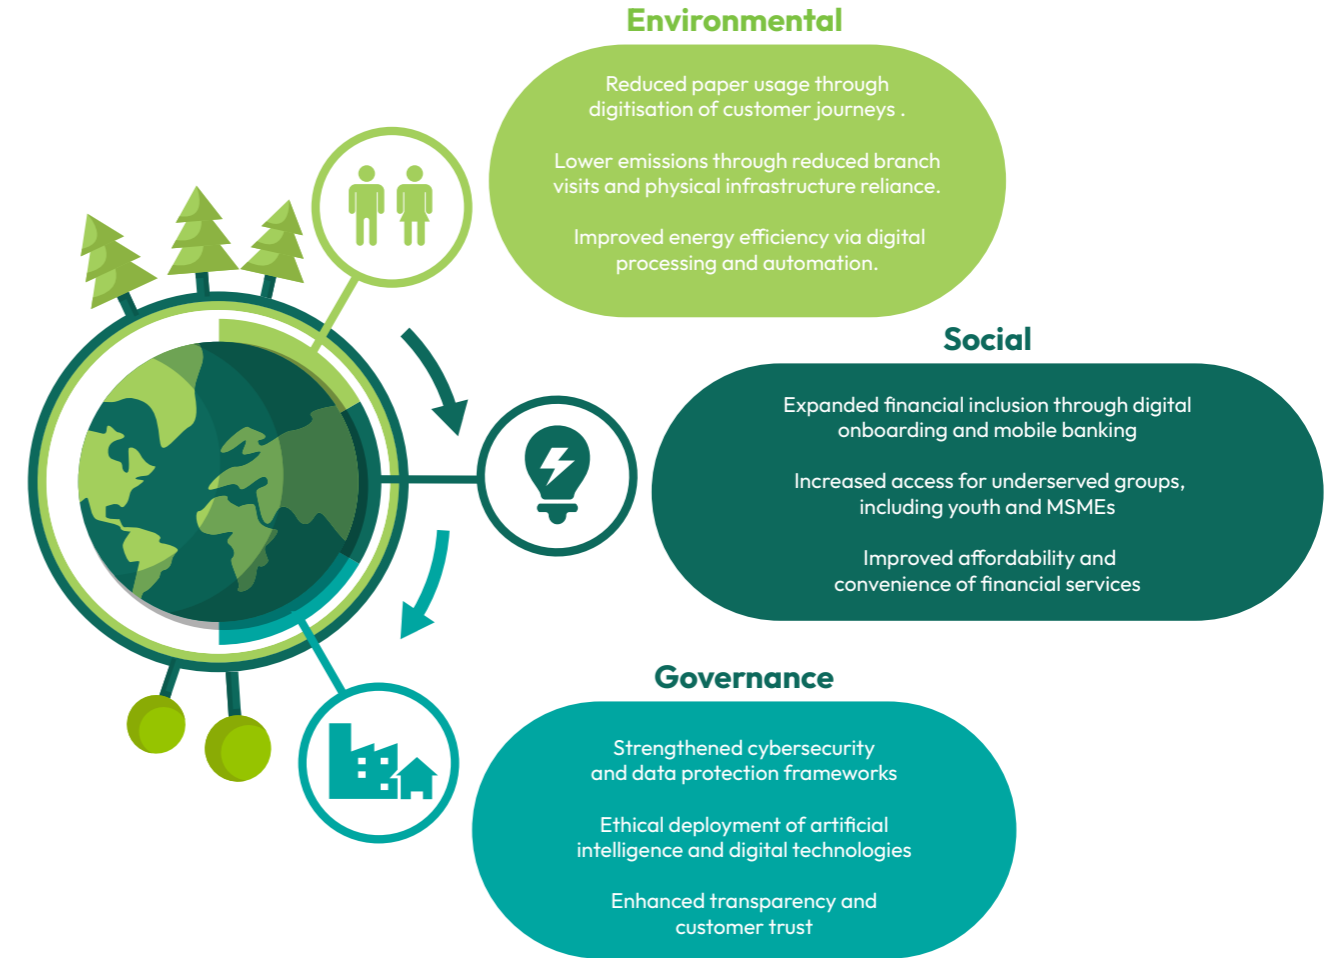 Environmental
Reduced paper usage through
digitisation of customer journeys .
Lower emissions through reduced branch
visits and physical infrastructure reliance.
Improved energy efficiency via digital
processing and automation.
Social
Expanded financial inclusion through digital
onboarding and mobile banking
Increased access for underserved groups,
including youth and MSMEs
Improved affordability and
convenience of financial services
Governance
Strengthened cybersecurity
and data protection frameworks
Ethical deployment of artificial
intelligence and digital technologies
Enhanced transparency and
customer trust